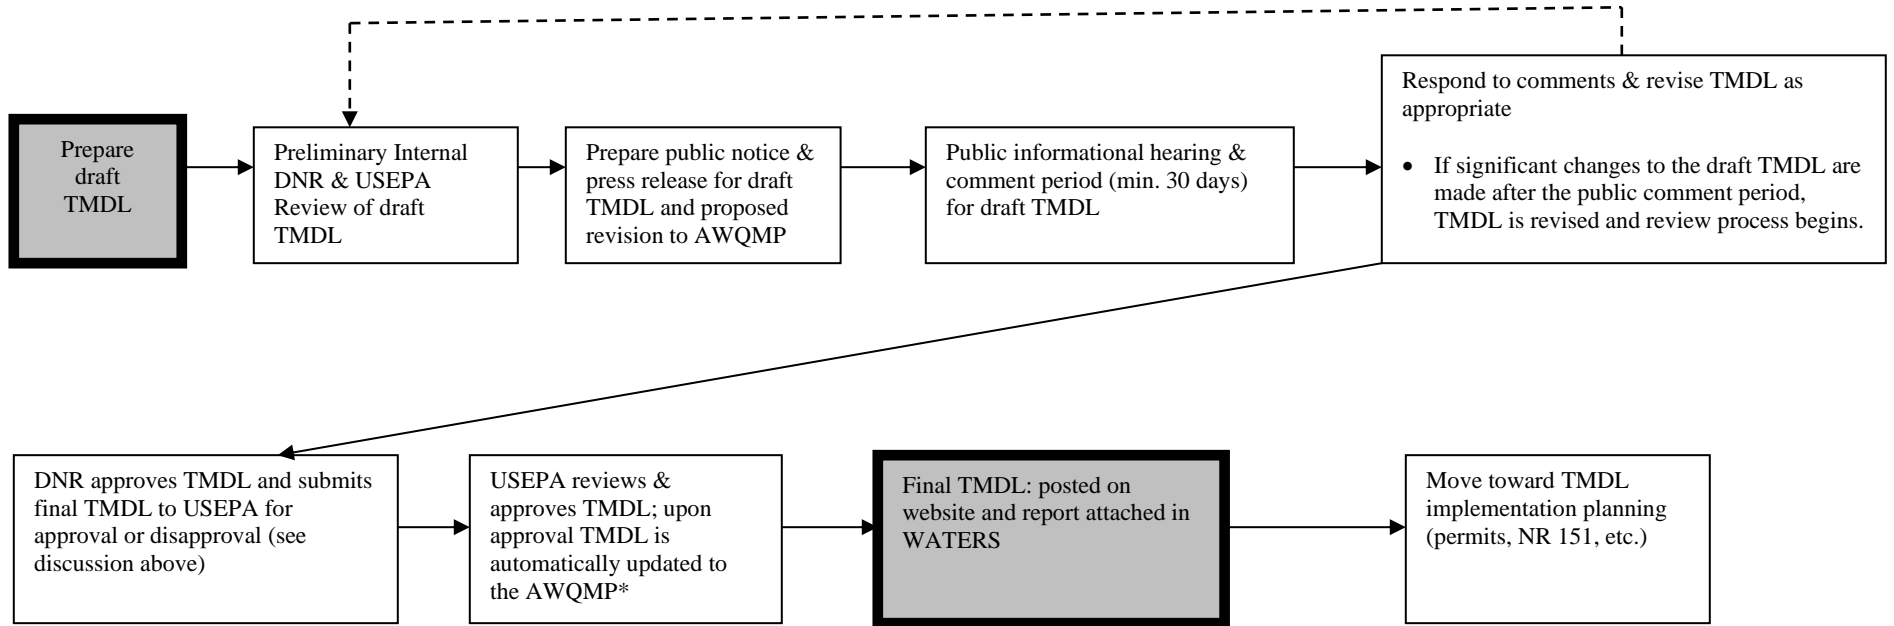 Prepare
draft
TMDL
Preliminary Internal
DNR & USEPA
Review of draft
TMDL
Prepare public notice &
press release for draft
TMDL and proposed
revision to AWQMP
Public informational hearing &
comment period (min. 30 days)
for draft TMDL
Respond to comments & revise TMDL as
appropriate
• If significant changes to the draft TMDL are
made after the public comment period,
TMDL is revised and review process begins.
DNR approves TMDL and submits
final TMDL to USEPA for
approval or disapproval (see
discussion above)
USEPA reviews &
approves TMDL; upon
approval TMDL is
automatically updated to
the AWQMP*
Final TMDL: posted on
website and report attached in
WATERS
Move toward TMDL
implementation planning
(permits, NR 151, etc.)